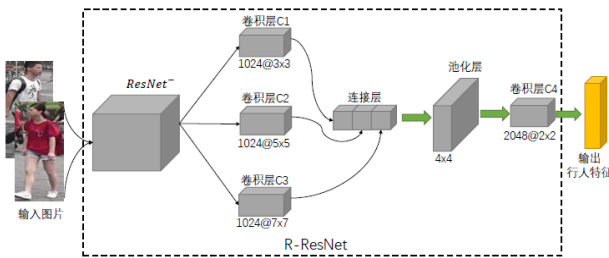 卷积层C1
1024@3x3
ResNet⁻
卷积层C2
1024@5x5
卷积层C3
1024@7x7
连接层
池化层
4x4
卷积层C4
2048@2x2
输入图片
输出
行人特征
R-ResNet